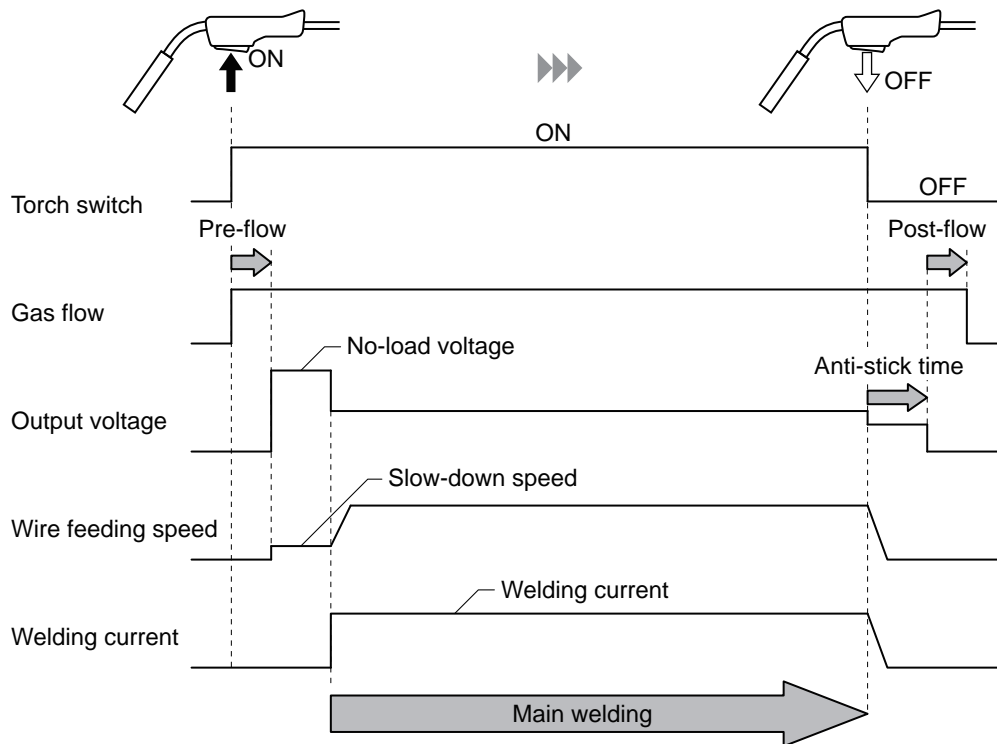 ON
OFF
ON
Torch switch
OFF
Pre-flow
Post-flow
Gas flow
No-load voltage
Anti-stick time
Output voltage
Slow-down speed
Wire feeding speed
Welding current
Welding current
Main welding